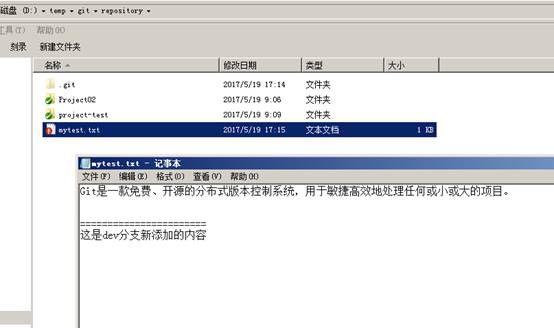 磁盘 (D:) ▸ temp ▸ git ▸ repository ▸
工具(T) 帮助(H)
刻录 新建文件夹
名称 修改日期 类型 大小
.git 2017/5/19 17:14 文件夹
Project02 2017/5/19 9:06 文件夹
project-test 2017/5/19 9:09 文件夹
mytest.txt 2017/5/19 17:15 文本文档 1 KB
mytest.txt - 记事本
文件(F) 编辑(E) 格式(O) 查看(V) 帮助(H)
Git是一款免费、开源的分布式版本控制系统，用于敏捷高效地处理任何或小或大的项目。
=======================
这是dev分支新添加的内容